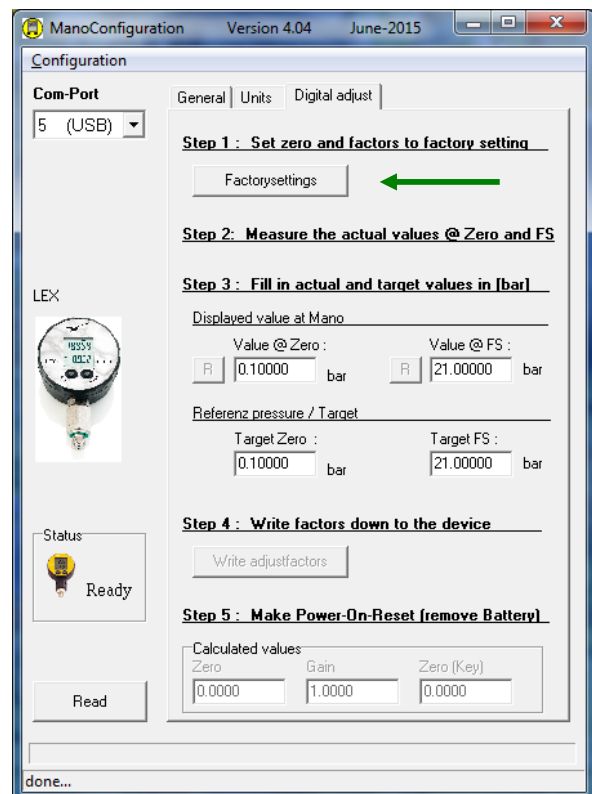 ManoConfiguration Version 4.04 June-2015
Configuration
Com-Port
5 (USB)
General Units Digital adjust
Step 1 : Set zero and factors to factory setting
Factorysettings
Step 2: Measure the actual values @ Zero and FS
Step 3 : Fill in actual and target values in [bar]
LEX
Displayed value at Mano
Value @ Zero : Value @ FS :
R 0.10000 bar R 21.00000 bar
Referenz pressure / Target
Target Zero : Target FS :
0.10000 bar 21.00000 bar
Step 4 : Write factors down to the device
Status
Write adjustfactors
Ready
Step 5 : Make Power-On-Reset (remove Battery)
Calculated values
Zero Gain Zero (Key)
0.0000 1.0000 0.0000
Read
done...